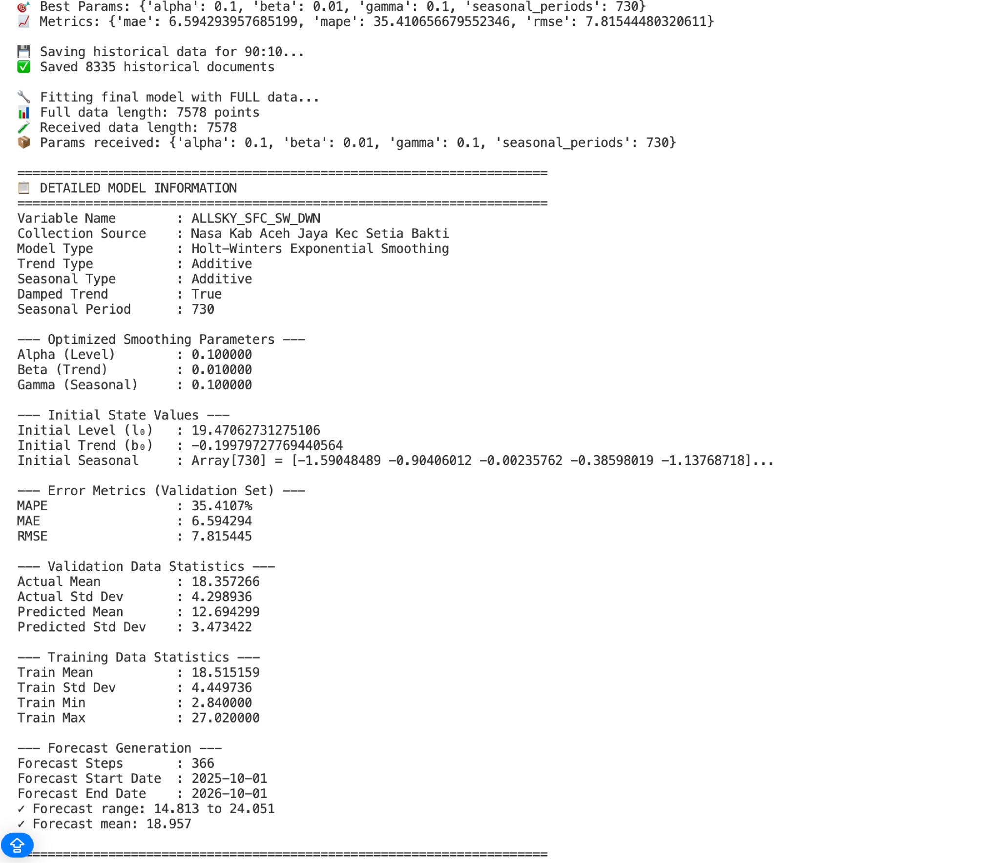 🎯 Best Params: {'alpha': 0.1, 'beta': 0.01, 'gamma': 0.1, 'seasonal_periods': 730}
📈 Metrics: {'mae': 6.594293957685199, 'mape': 35.410656679552346, 'rmse': 7.81544480320611}
💾 Saving historical data for 90:10...
✅ Saved 8335 historical documents
🔧 Fitting final model with FULL data...
📊 Full data length: 7578 points
🧪 Received data length: 7578
📦 Params received: {'alpha': 0.1, 'beta': 0.01, 'gamma': 0.1, 'seasonal_periods': 730}
======================================================================
📋 DETAILED MODEL INFORMATION
======================================================================
Variable Name : ALLSKY_SFC_SW_DWN
Collection Source : Nasa Kab Aceh Jaya Kec Setia Bakti
Model Type : Holt-Winters Exponential Smoothing
Trend Type : Additive
Seasonal Type : Additive
Damped Trend : True
Seasonal Period : 730
--- Optimized Smoothing Parameters ---
Alpha (Level) : 0.100000
Beta (Trend) : 0.010000
Gamma (Seasonal) : 0.100000
--- Initial State Values ---
Initial Level (l₀) : 19.47062731275106
Initial Trend (b₀) : -0.19979727769440564
Initial Seasonal : Array[730] = [-1.59048489 -0.90406012 -0.00235762 -0.38598019 -1.13768718]...
--- Error Metrics (Validation Set) ---
MAPE : 35.4107%
MAE : 6.594294
RMSE : 7.815445
--- Validation Data Statistics ---
Actual Mean : 18.357266
Actual Std Dev : 4.298936
Predicted Mean : 12.694299
Predicted Std Dev : 3.473422
--- Training Data Statistics ---
Train Mean : 18.515159
Train Std Dev : 4.449736
Train Min : 2.840000
Train Max : 27.020000
--- Forecast Generation ---
Forecast Steps : 366
Forecast Start Date : 2025-10-01
Forecast End Date : 2026-10-01
✓ Forecast range: 14.813 to 24.051
✓ Forecast mean: 18.957
======================================================================